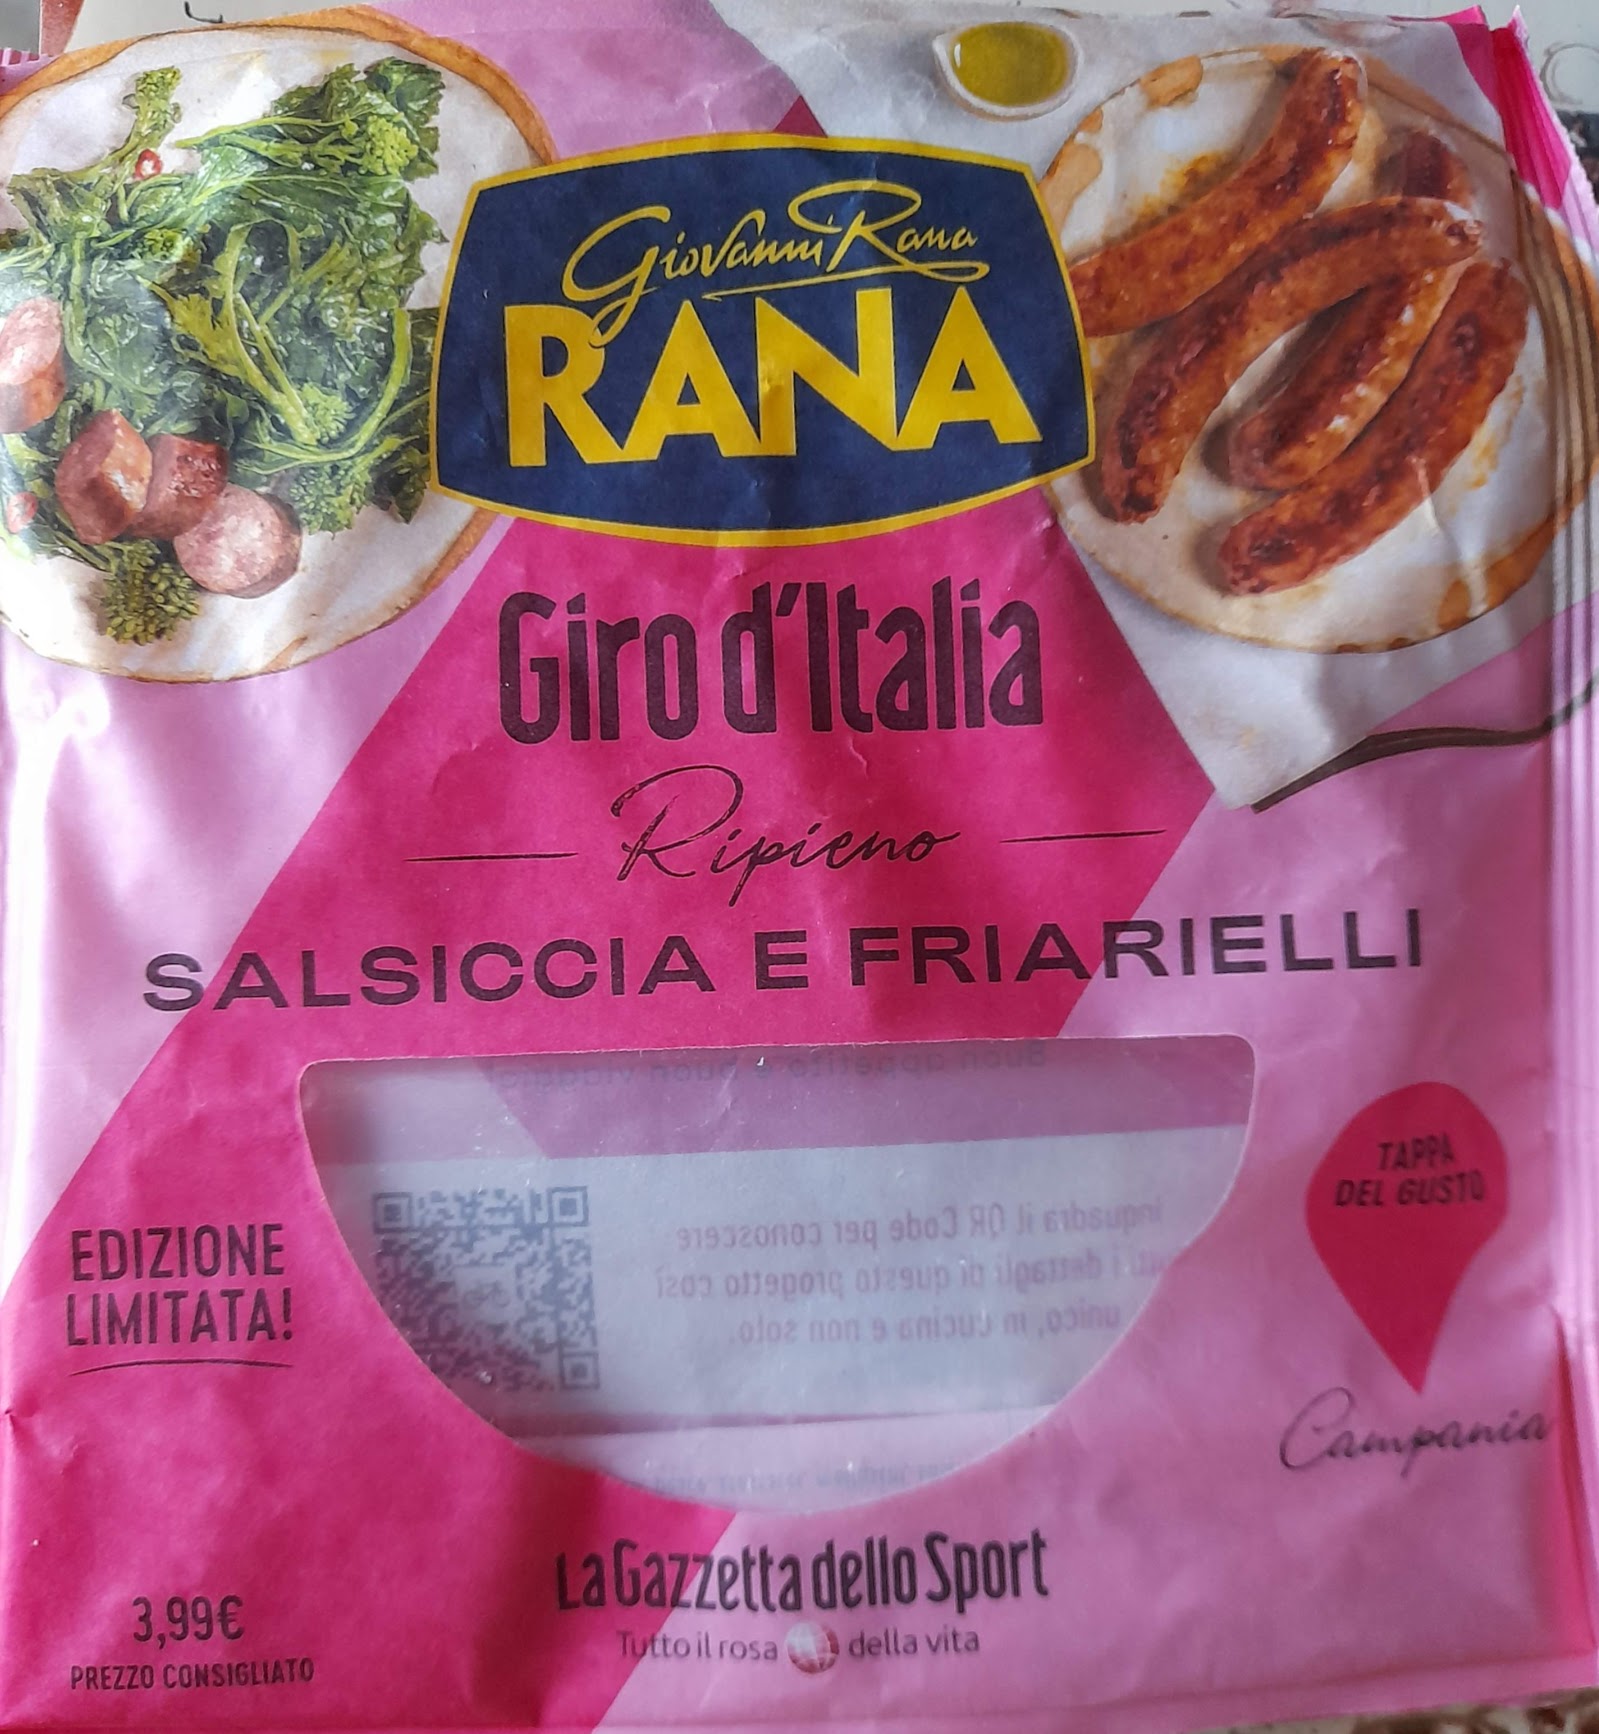 Giovanni Rana
RANA
Giro d'Italia
Ripieno
SALSICCIA E FRIARIELLI
Buon appetito e buon viaggio!
TAPPA
DEL GUSTO
Inquadra il QR Code per conoscere
tutti i dettagli di questo progetto così
unico, in cucina e non solo.
EDIZIONE
LIMITATA!
Campania
La Gazzetta dello Sport
Tutto il rosa della vita
3,99€
PREZZO CONSIGLIATO